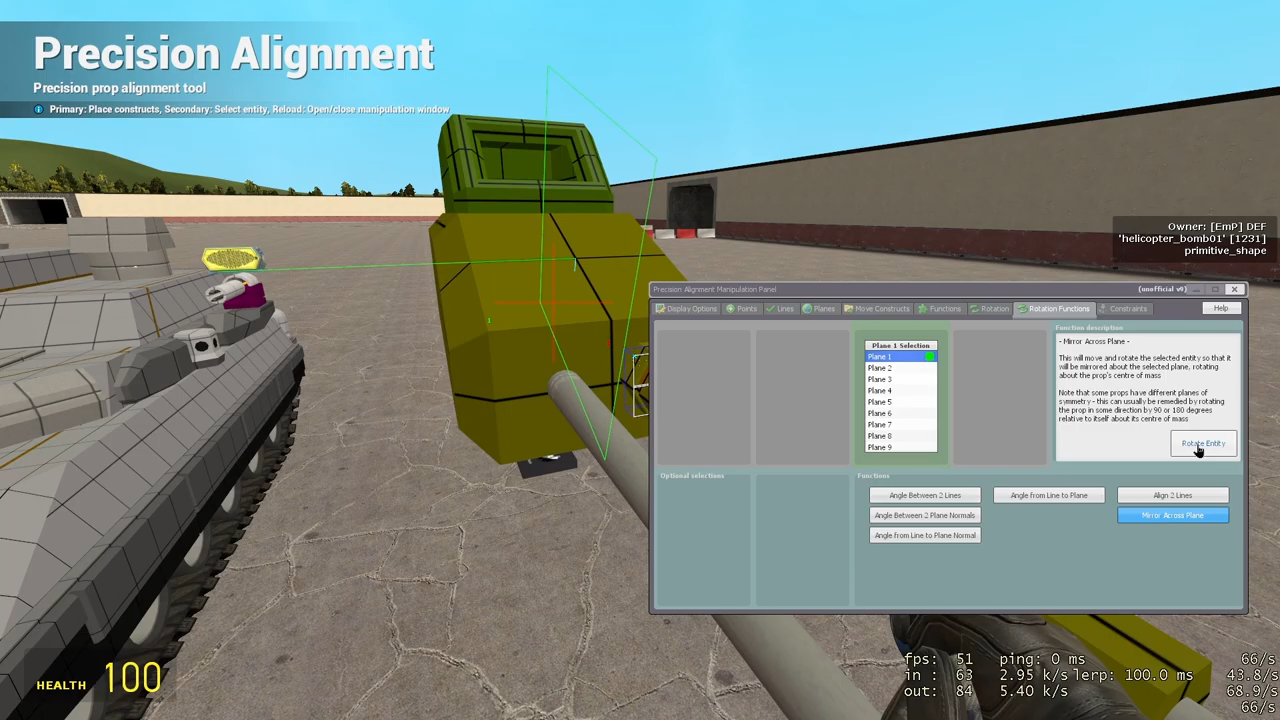 Precision Alignment
Precision prop alignment tool
Primary: Place constructs, Secondary: Select entity, Reload: Open/close manipulation window
Owner: [EmP] DEF
'helicopter_bomb01' [1231]
primitive_shape
Precision Alignment Manipulation Panel
(unofficial v9)
Display Options
Points
Lines
Planes
Move Constructs
Functions
Rotation
Rotation Functions
Constraints
Help
Plane 1 Selection
Plane 1
Plane 2
Plane 3
Plane 4
Plane 5
Plane 6
Plane 7
Plane 8
Plane 9
Function description
- Mirror Across Plane -
This will move and rotate the selected entity so that it
will be mirrored about the selected plane, rotating
about the prop's centre of mass
Note that some props have different planes of
symmetry - this can usually be remedied by rotating
the prop in some direction by 90 or 180 degrees
relative to itself about its centre of mass
Rotate Entity
Optional selections
Functions
Angle Between 2 Lines
Angle from Line to Plane
Align 2 Lines
Angle Between 2 Plane Normals
Mirror Across Plane
Angle from Line to Plane Normal
HEALTH 100
fps: 51 ping: 0 ms 66/s
in : 63 2.95 k/s lerp: 100.0 ms 43.8/s
out: 84 5.40 k/s 68.9/s
66/s